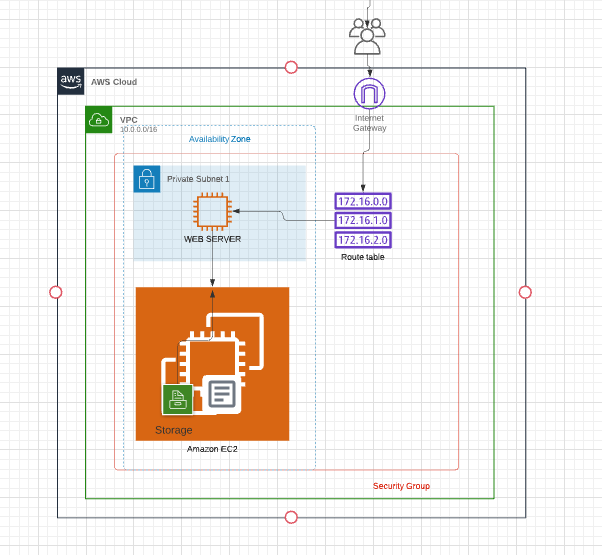 aws
AWS Cloud
Internet
Gateway
VPC
10.0.0.0/16
Availability Zone
Private Subnet 1
172.16.0.0
172.16.1.0
172.16.2.0
WEB SERVER
Route table
Storage
Amazon EC2
Security Group